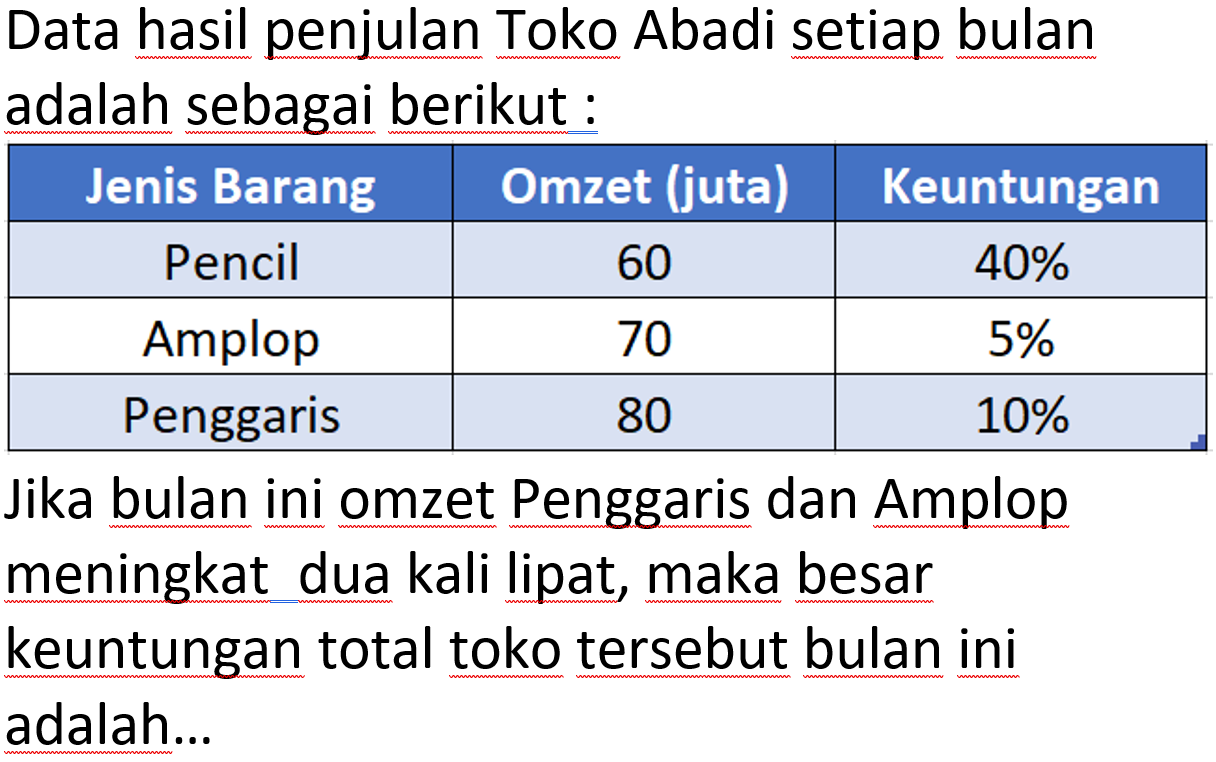 Data hasil penjulan Toko Abadi setiap bulan
adalah sebagai berikut :
Jenis Barang Omzet (juta) Keuntungan
Pencil 60 40%
Amplop 70 5%
Penggaris 80 10%
Jika bulan ini omzet Penggaris dan Amplop
meningkat  dua kali lipat, maka besar
keuntungan total toko tersebut bulan ini
adalah...